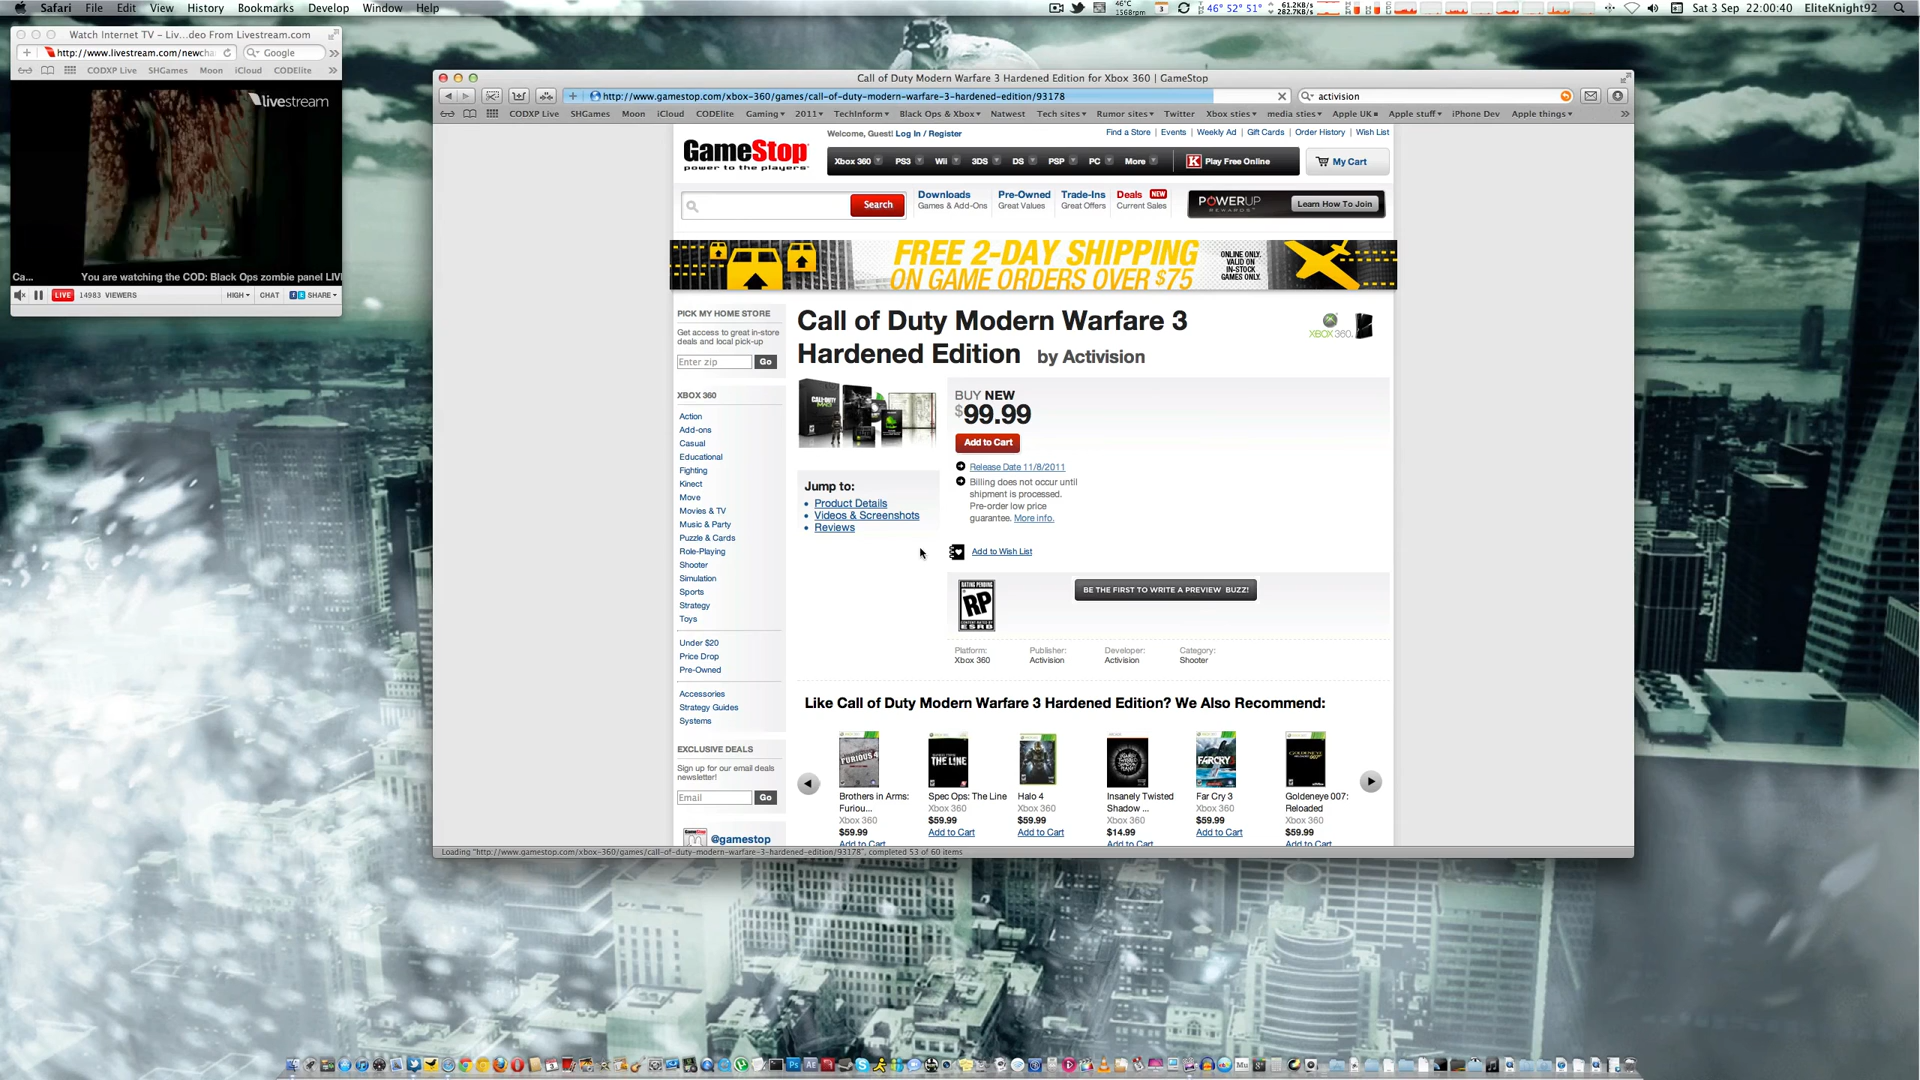 Safari File Edit View History Bookmarks Develop Window Help
46°C 1568rpm
46° 52° 51°
61.2KB/s
282.7KB/s
Sat 3 Sep 22:00:40 EliteKnight92
Watch Internet TV – Liv...deo From Livestream.com
http://www.livestream.com/newcha
Google
CODXP Live SHGames Moon iCloud CODElite
livestream
Ca... You are watching the COD: Black Ops zombie panel LIVE
LIVE 14983 VIEWERS HIGH CHAT SHARE
Call of Duty Modern Warfare 3 Hardened Edition for Xbox 360 | GameStop
http://www.gamestop.com/xbox-360/games/call-of-duty-modern-warfare-3-hardened-edition/93178
activision
CODXP Live SHGames Moon iCloud CODElite Gaming 2011 TechInform Black Ops & Xbox Natwest Tech sites Rumor sites Twitter Xbox sties media sties Apple UK Apple stuff iPhone Dev Apple things
GameStop
power to the players
Welcome, Guest! Log In / Register
Find a Store | Events | Weekly Ad | Gift Cards | Order History | Wish List
Xbox 360 PS3 Wii 3DS DS PSP PC More Play Free Online
My Cart
Search
Downloads
Games & Add-Ons
Pre-Owned
Great Values
Trade-Ins
Great Offers
Deals NEW
Current Sales
POWERUP REWARDS
Learn How To Join
FREE 2-DAY SHIPPING
ON GAME ORDERS OVER $75
ONLINE ONLY.
VALID ON
IN-STOCK
GAMES ONLY.
PICK MY HOME STORE
Get access to great in-store
deals and local pick-up
Enter zip Go
XBOX 360
Action
Add-ons
Casual
Educational
Fighting
Kinect
Move
Movies & TV
Music & Party
Puzzle & Cards
Role-Playing
Shooter
Simulation
Sports
Strategy
Toys
Under $20
Price Drop
Pre-Owned
Accessories
Strategy Guides
Systems
EXCLUSIVE DEALS
Sign up for our email deals
newsletter!
Email Go
@gamestop
Call of Duty Modern Warfare 3
Hardened Edition by Activision
XBOX 360
BUY NEW
$99.99
Add to Cart
Release Date 11/8/2011
Billing does not occur until
shipment is processed.
Pre-order low price
guarantee. More info.
Jump to:
Product Details
Videos & Screenshots
Reviews
Add to Wish List
RATING PENDING
RP
ESRB
BE THE FIRST TO WRITE A PREVIEW BUZZ!
Platform:
Xbox 360
Publisher:
Activision
Developer:
Activision
Category:
Shooter
Like Call of Duty Modern Warfare 3 Hardened Edition? We Also Recommend:
Brothers in Arms:
Furiou...
Xbox 360
$59.99
Add to Cart
Spec Ops: The Line
Xbox 360
$59.99
Add to Cart
Halo 4
Xbox 360
$59.99
Add to Cart
Insanely Twisted
Shadow ...
$14.99
Add to Cart
Far Cry 3
Xbox 360
$59.99
Add to Cart
Goldeneye 007:
Reloaded
Xbox 360
$59.99
Add to Cart
Loading "http://www.gamestop.com/xbox-360/games/call-of-duty-modern-warfare-3-hardened-edition/93178", completed 53 of 60 items